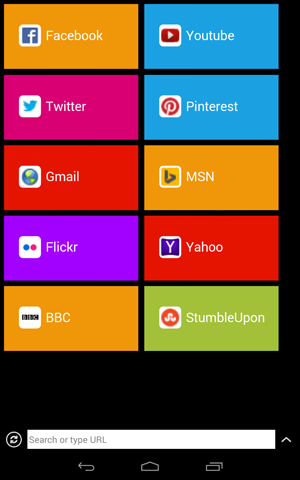 Facebook
Youtube
Twitter
Pinterest
Gmail
MSN
Flickr
Yahoo
BBC BBC
StumbleUpon
Search or type URL